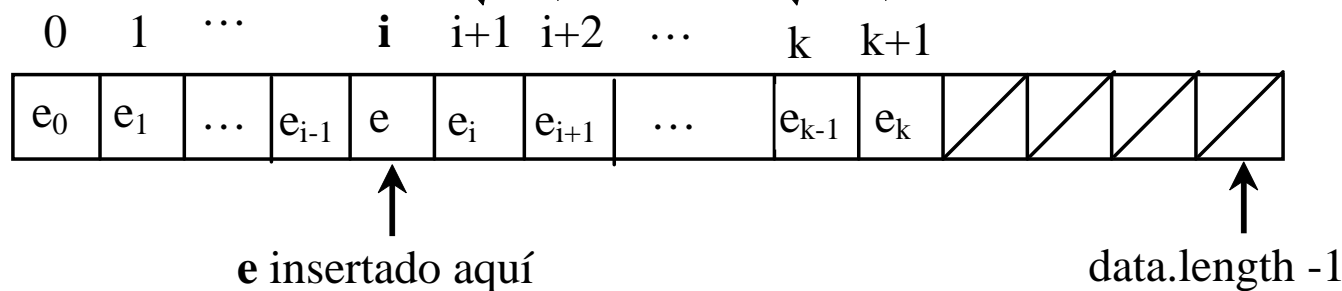 0 1 … i i+1 i+2 … k k+1
e₀ e₁ … eᵢ₋₁ e eᵢ eᵢ₊₁ … eₖ₋₁ eₖ
e insertado aquí data.length -1